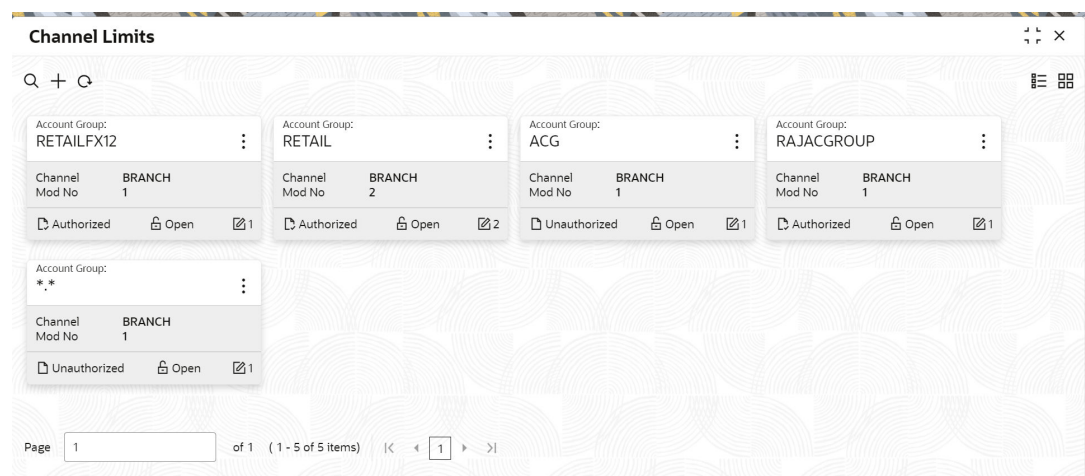 Channel Limits
Account Group:
RETAILFX12
Channel BRANCH
Mod No 1
Authorized Open 1
Account Group:
RETAIL
Channel BRANCH
Mod No 2
Authorized Open 2
Account Group:
ACG
Channel BRANCH
Mod No 1
Unauthorized Open 1
Account Group:
RAJACGROUP
Channel BRANCH
Mod No 1
Authorized Open 1
Account Group:
*.*
Channel BRANCH
Mod No 1
Unauthorized Open 1
Page 1 of 1 ( 1 - 5 of 5 items) 1